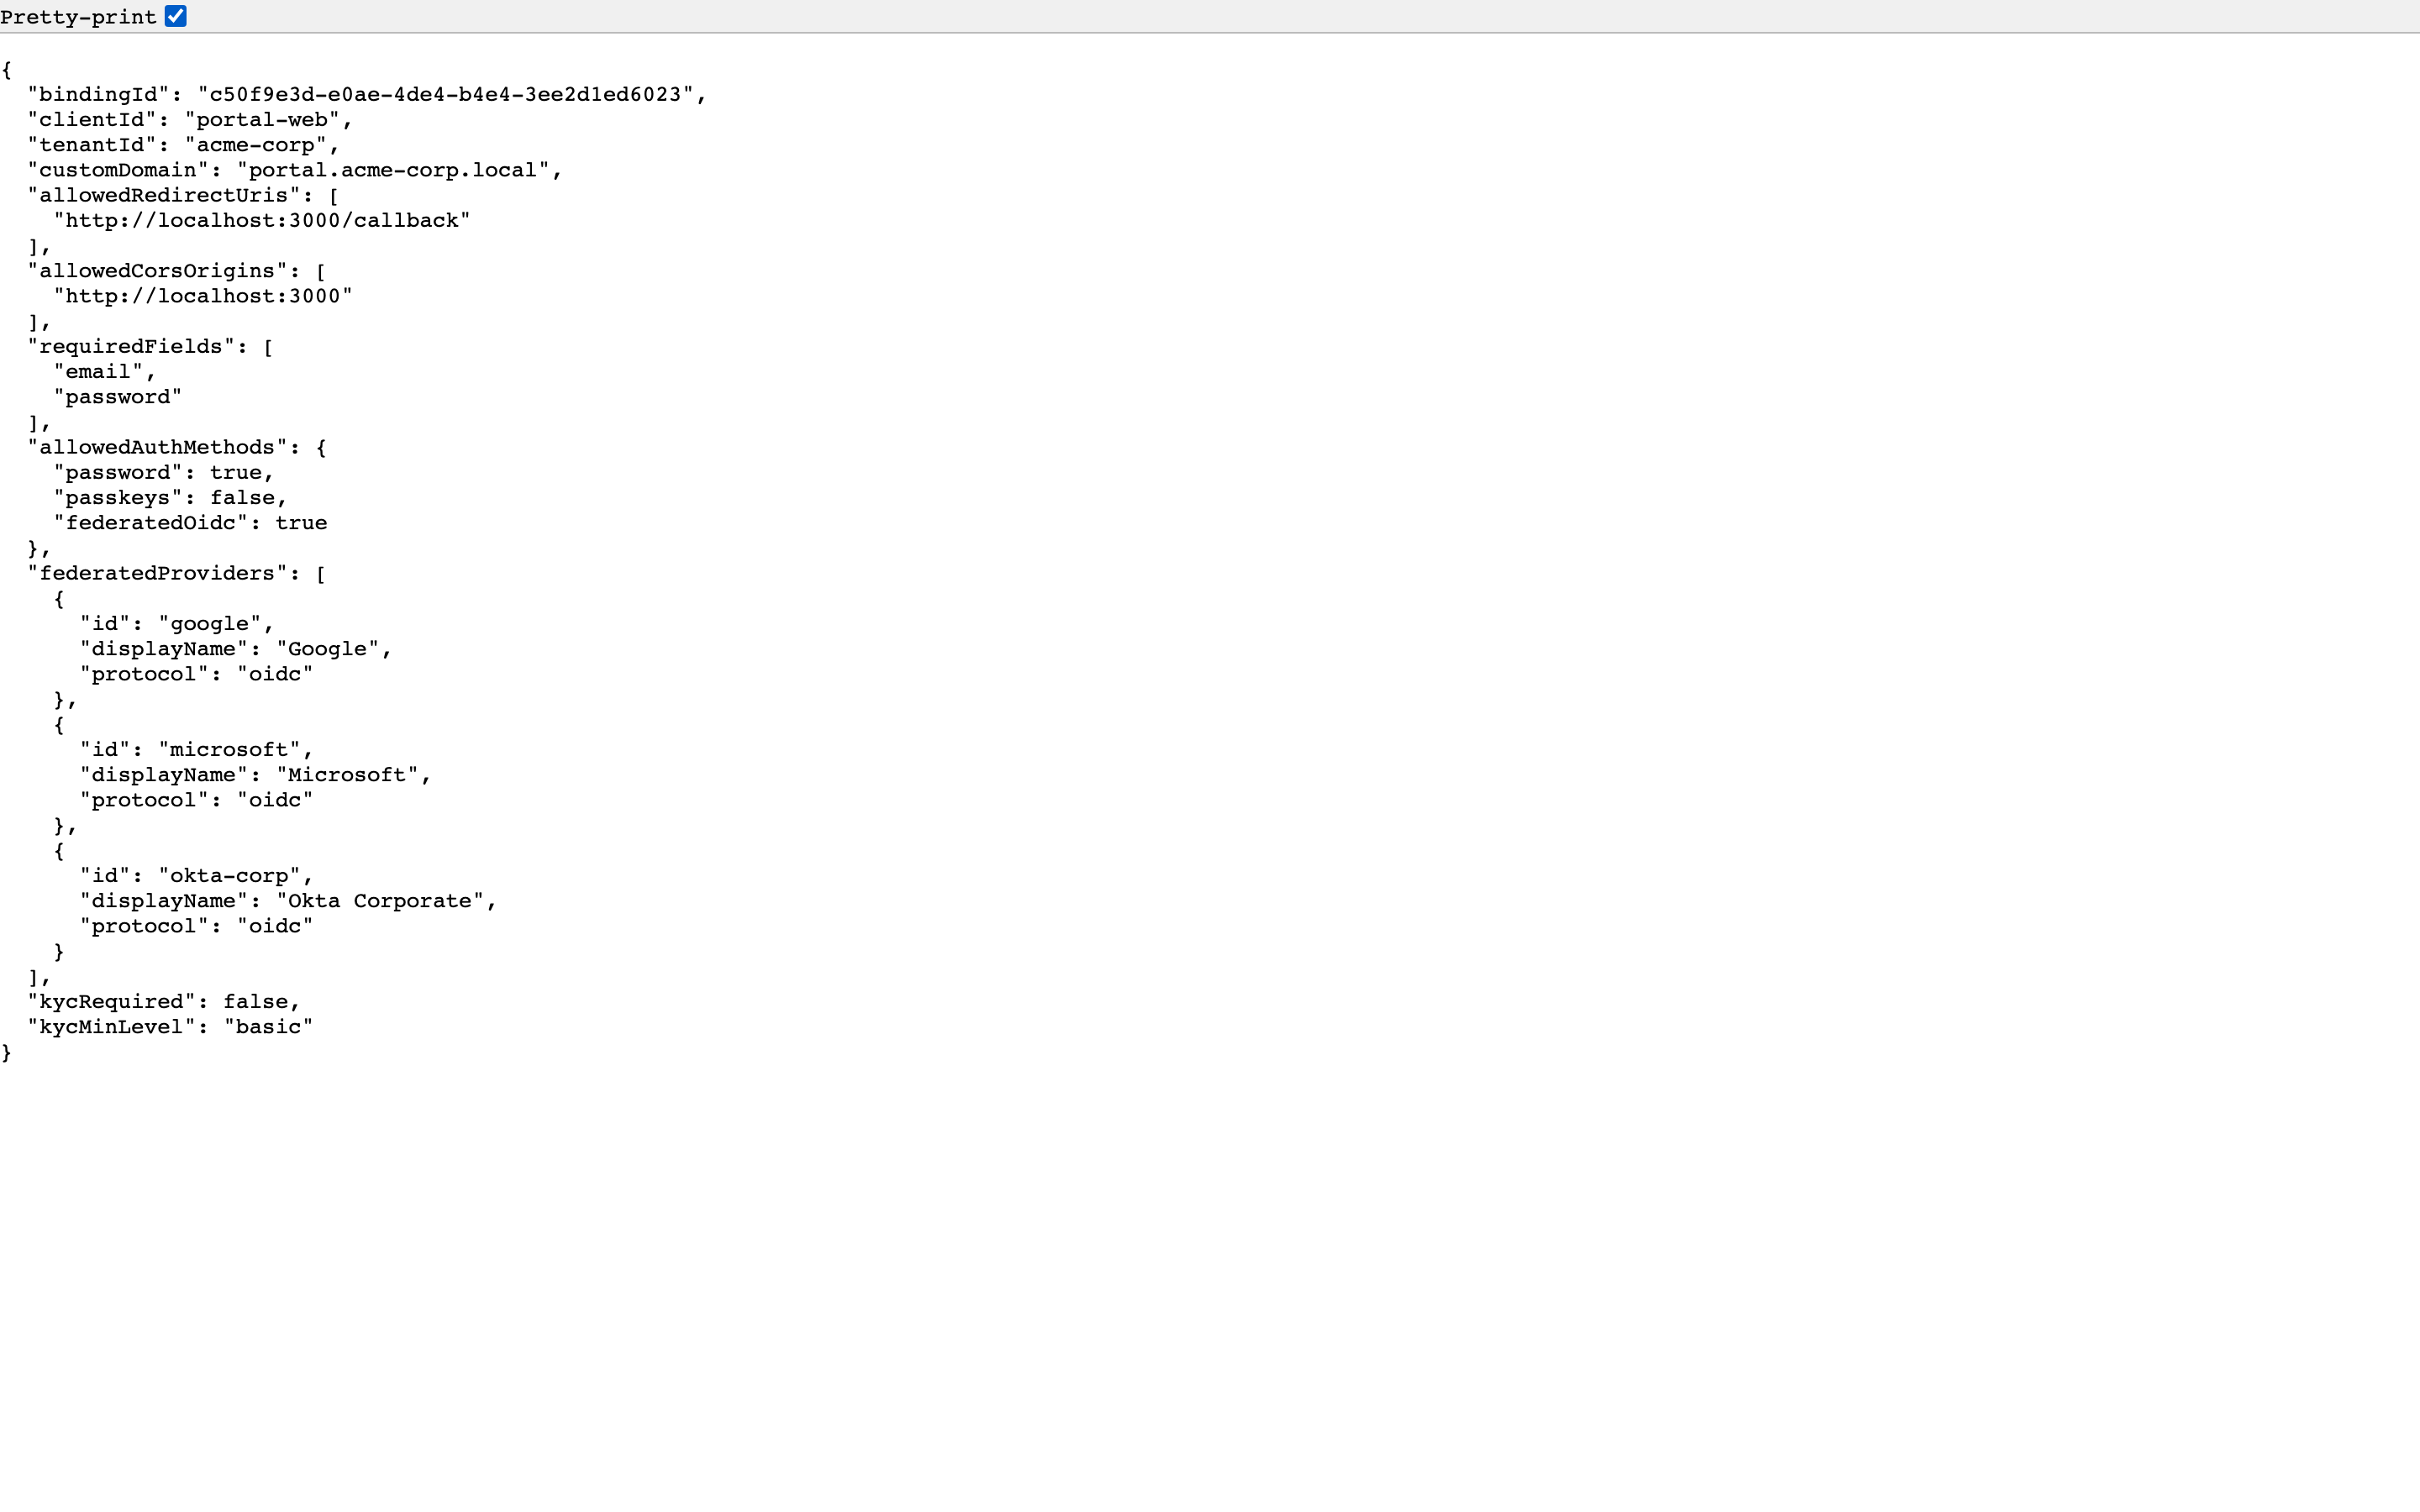 Pretty-print
{
  "bindingId": "c50f9e3d-e0ae-4de4-b4e4-3ee2d1ed6023",
  "clientId": "portal-web",
  "tenantId": "acme-corp",
  "customDomain": "portal.acme-corp.local",
  "allowedRedirectUris": [
    "http://localhost:3000/callback"
  ],
  "allowedCorsOrigins": [
    "http://localhost:3000"
  ],
  "requiredFields": [
    "email",
    "password"
  ],
  "allowedAuthMethods": {
    "password": true,
    "passkeys": false,
    "federatedOidc": true
  },
  "federatedProviders": [
    {
      "id": "google",
      "displayName": "Google",
      "protocol": "oidc"
    },
    {
      "id": "microsoft",
      "displayName": "Microsoft",
      "protocol": "oidc"
    },
    {
      "id": "okta-corp",
      "displayName": "Okta Corporate",
      "protocol": "oidc"
    }
  ],
  "kycRequired": false,
  "kycMinLevel": "basic"
}